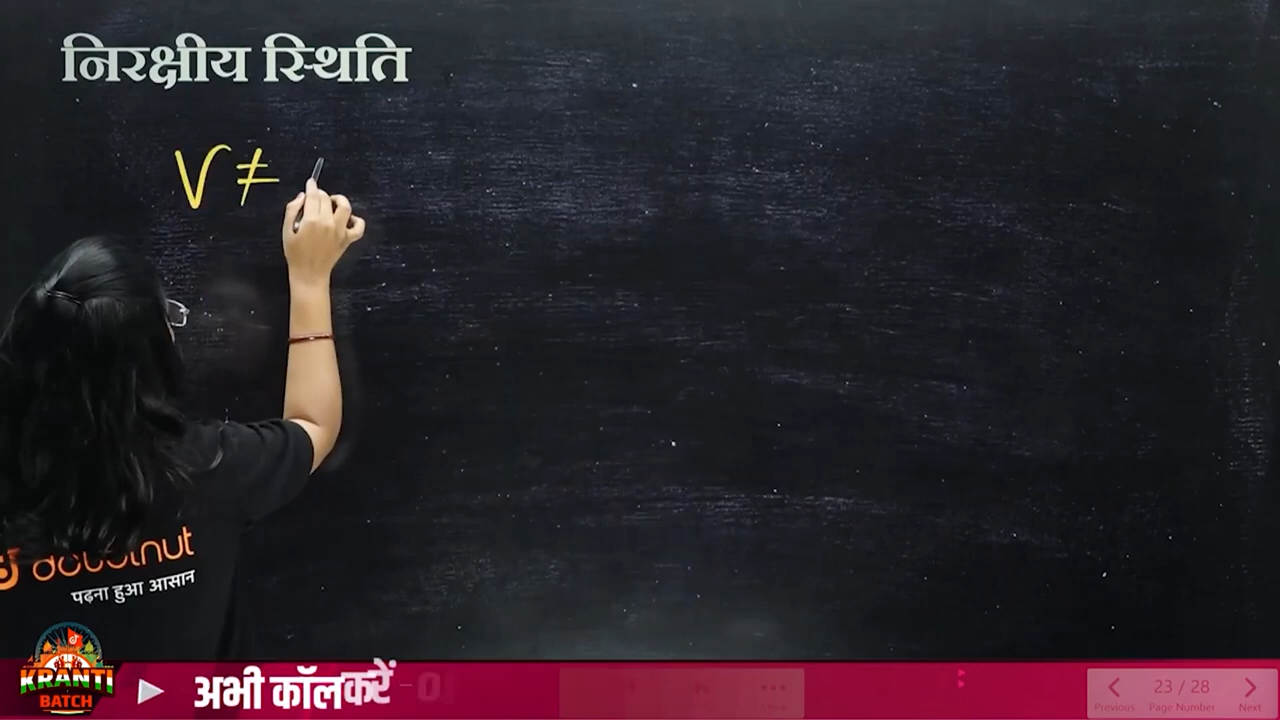 निरक्षीय स्थिति
V ≠
doubtnut
पढ़ना हुआ आसान
KRANTI
BATCH
अभी कॉल करें
23 / 28
Previous Page Number Next